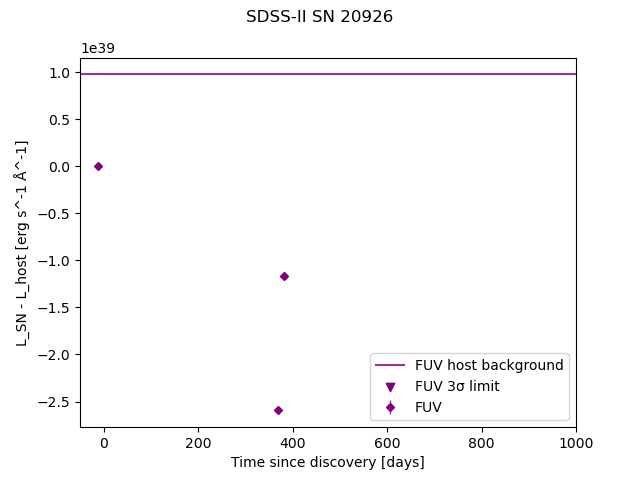 SDSS-II SN 20926
1e39
1.0
0.5
0.0
−0.5
−1.0
−1.5
−2.0
−2.5
L_SN - L_host [erg s^-1 Å^-1]
FUV host background
FUV 3σ limit
FUV
0 200 400 600 800 1000
Time since discovery [days]